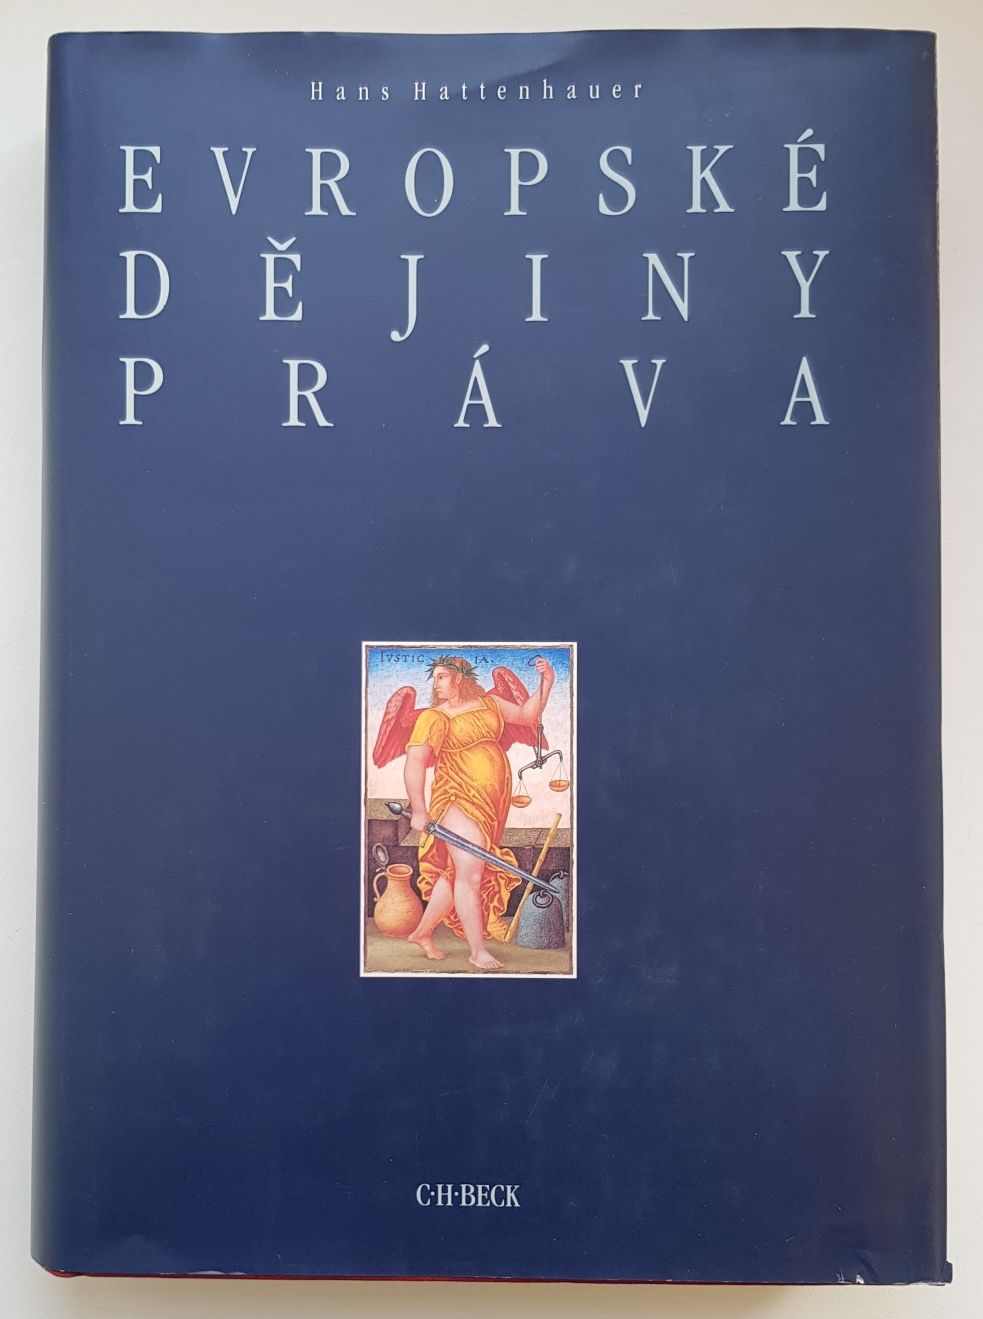 Hans Hattenhauer
EVROPSKÉ
DĚJINY
PRÁVA
IVSTIC IA.
C·H·BECK